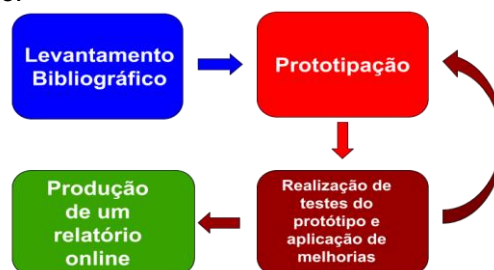 Levantamento
Bibliográfico
Prototipação
Realização de
testes do
protótipo e
aplicação de
melhorias
Produção
de um
relatório
online